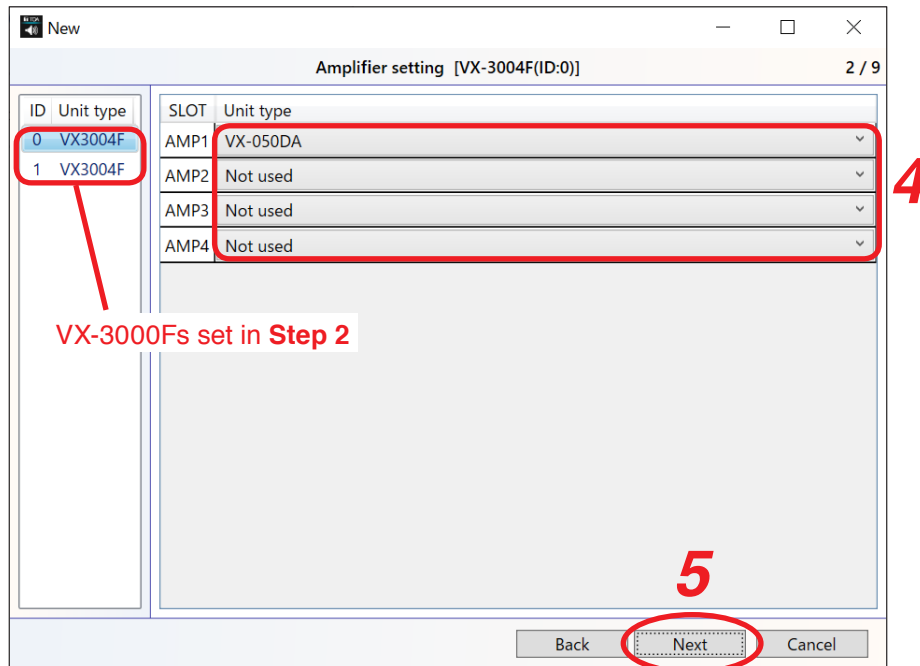 New
Amplifier setting [VX-3004F(ID:0)]
2 / 9
ID Unit type
0 VX3004F
1 VX3004F
SLOT Unit type
AMP1 VX-050DA
AMP2 Not used
AMP3 Not used
AMP4 Not used
4
VX-3000Fs set in Step 2
5
Back Next Cancel